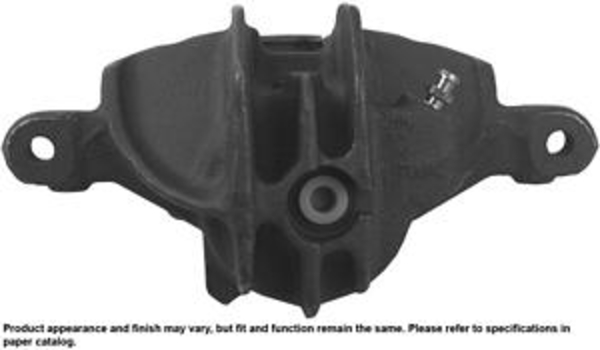 Product appearance and finish may vary, but fit and function remain the same. Please refer to specifications in
paper catalog.